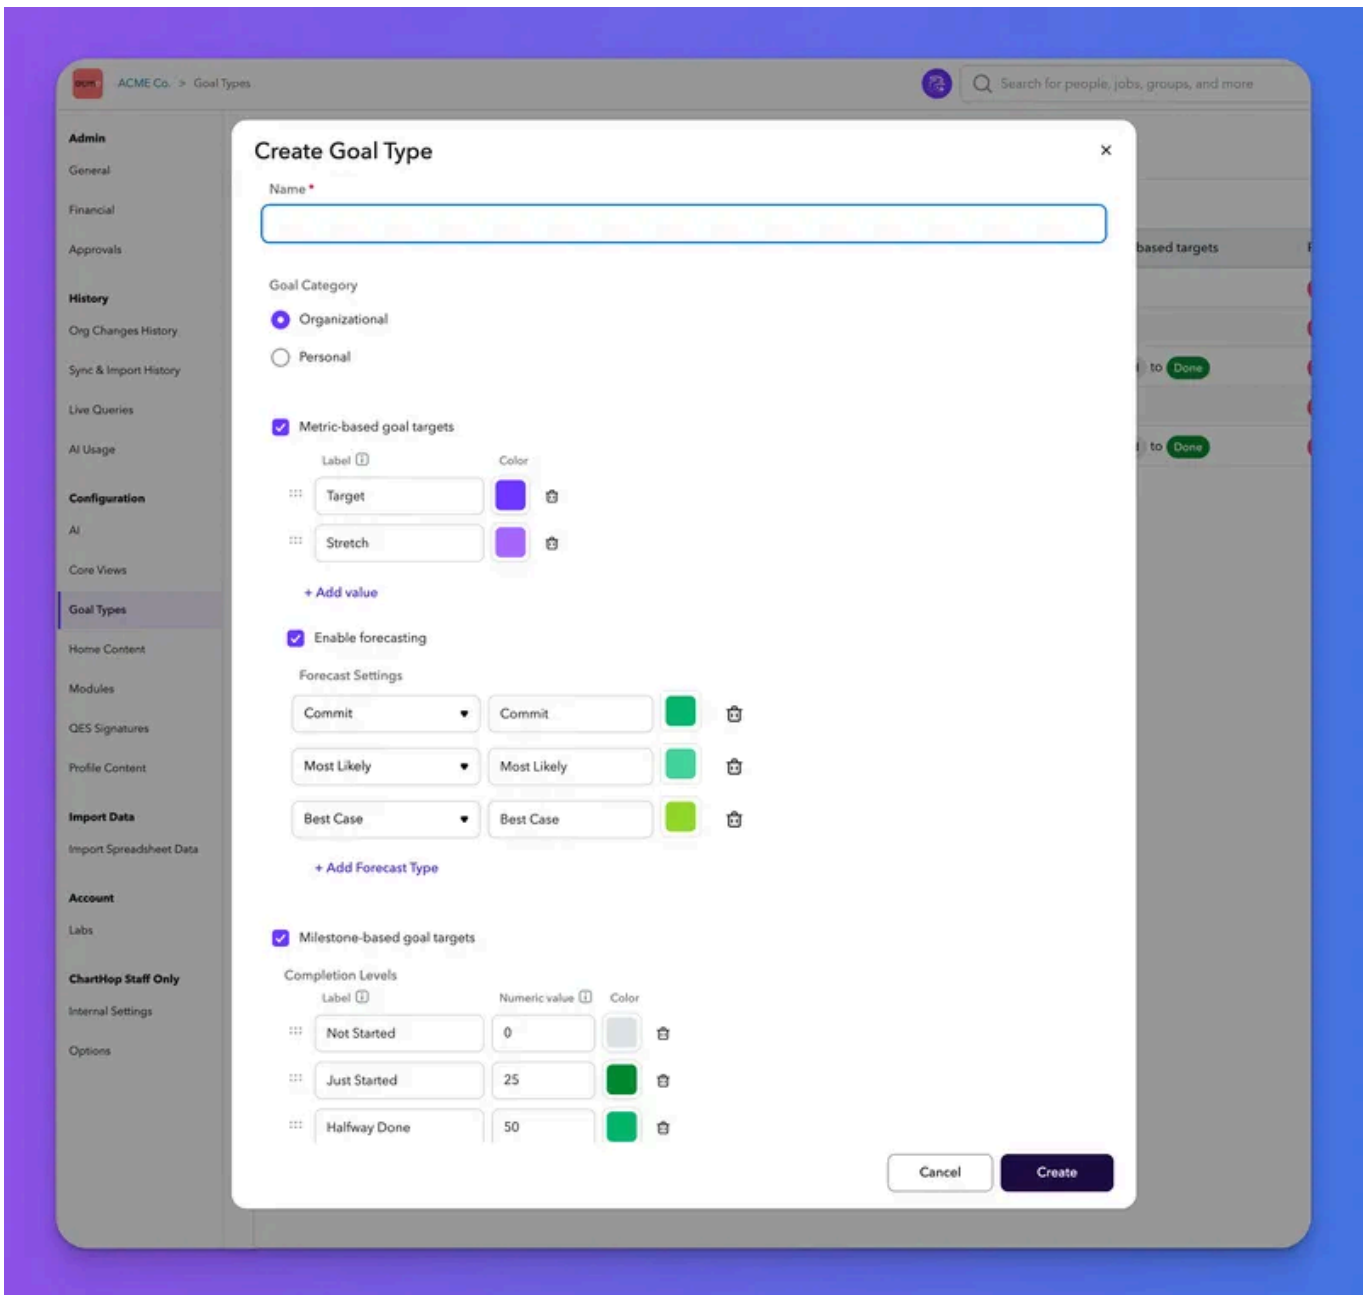 acme
ACME Co. > Goal Types
Search for people, jobs, groups, and more
Admin
General
Financial
Approvals
History
Org Changes History
Sync & Import History
Live Queries
AI Usage
Configuration
AI
Core Views
Goal Types
Home Content
Modules
QES Signatures
Profile Content
Import Data
Import Spreadsheet Data
Account
Labs
ChartHop Staff Only
Internal Settings
Options
Create Goal Type
Name *
Goal Category
Organizational
Personal
Metric-based goal targets
Label Color
Target
Stretch
+ Add value
Enable forecasting
Forecast Settings
Commit Commit
Most Likely Most Likely
Best Case Best Case
+ Add Forecast Type
Milestone-based goal targets
Completion Levels
Label Numeric value Color
Not Started 0
Just Started 25
Halfway Done 50
Cancel Create
based targets
to Done
to Done